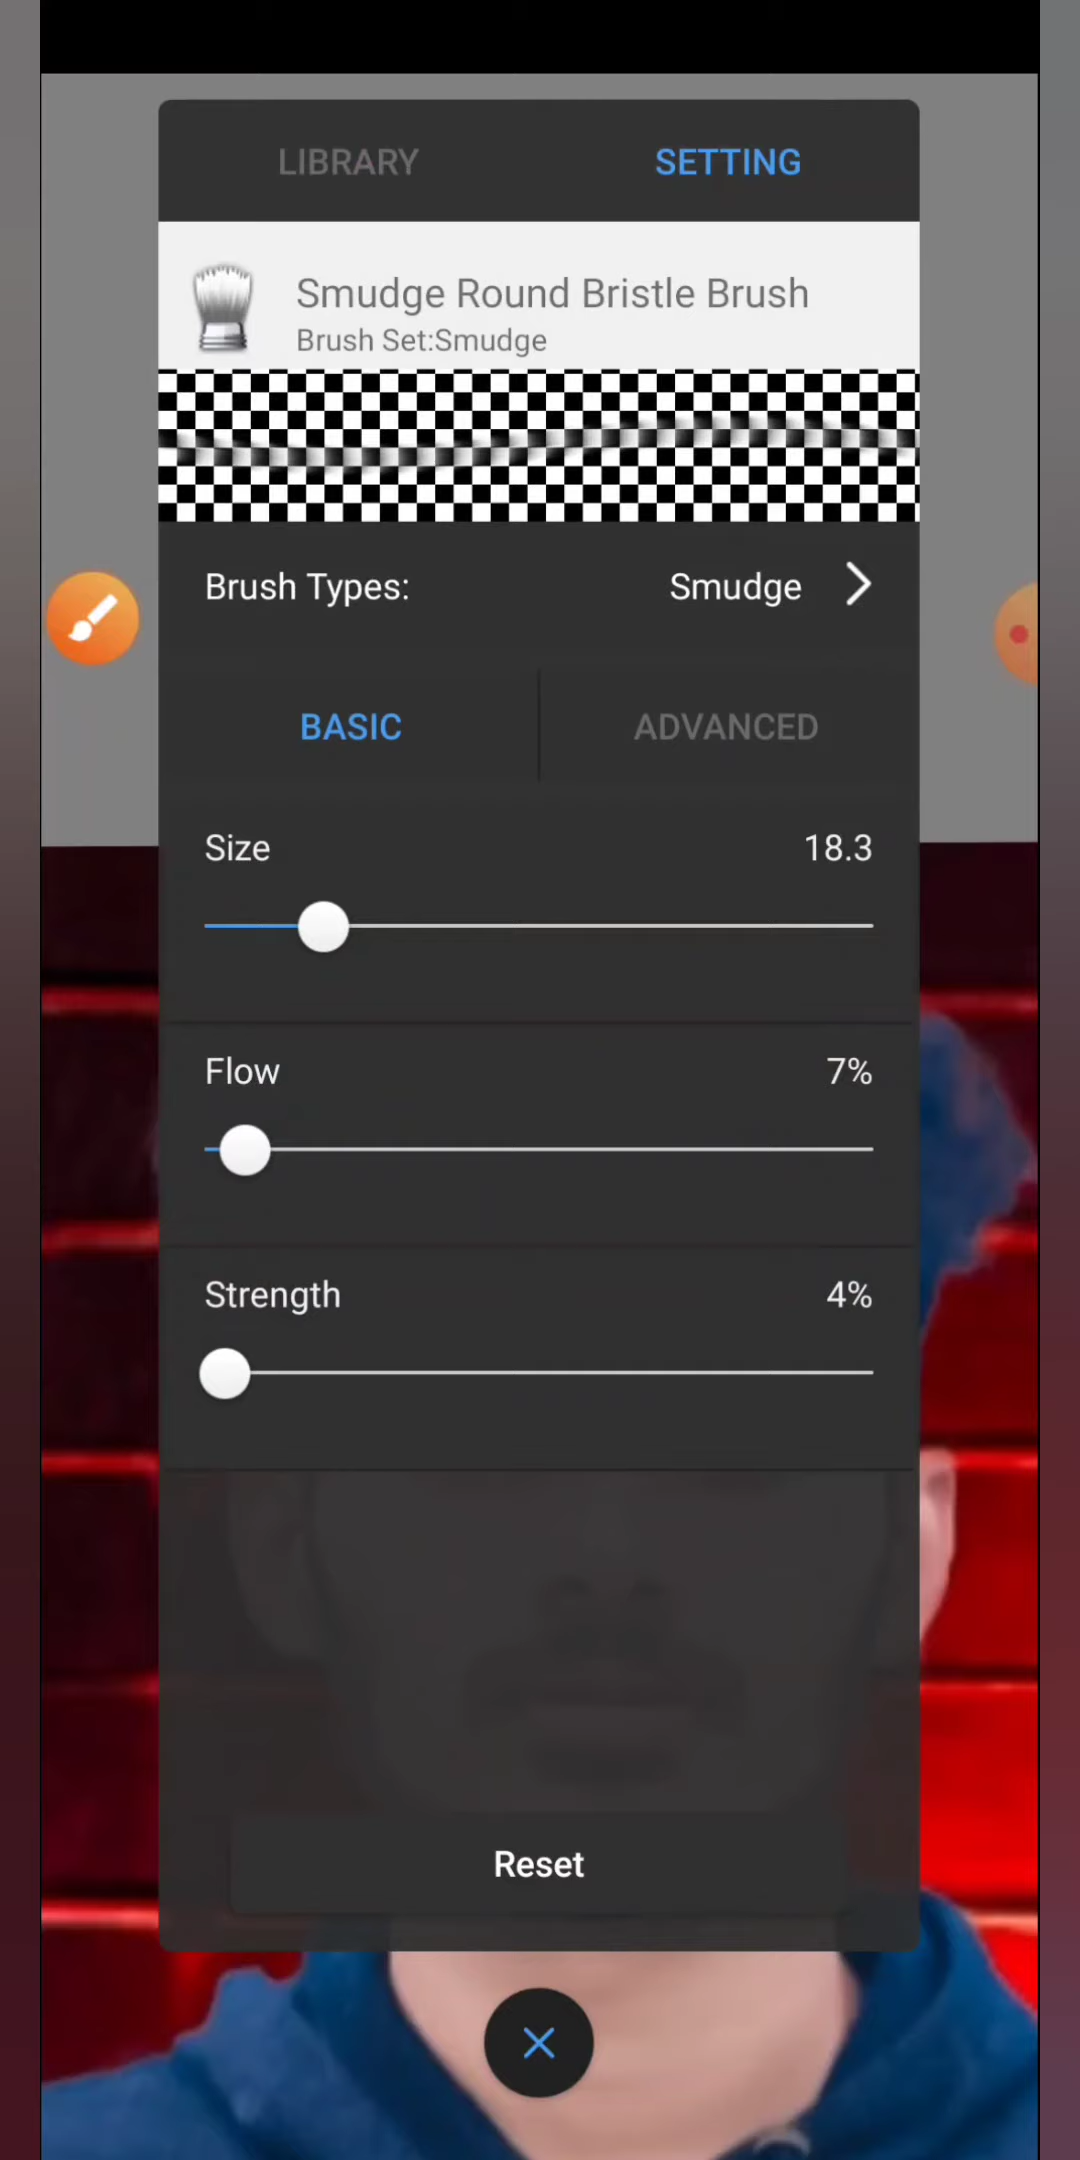 LIBRARY SETTING
Smudge Round Bristle Brush
Brush Set:Smudge
Brush Types: Smudge
BASIC ADVANCED
Size 18.3
Flow 7%
Strength 4%
Reset